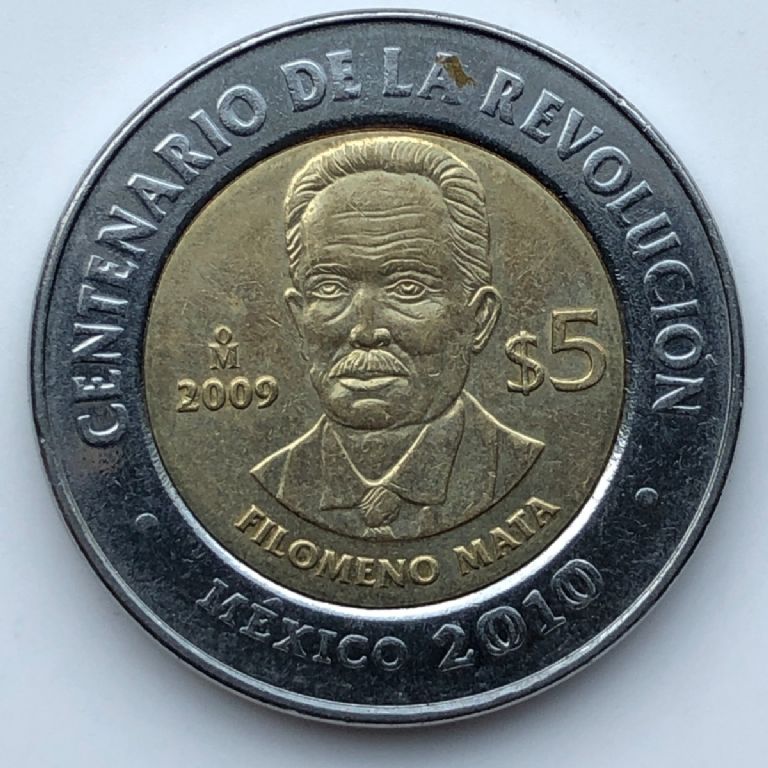 CENTENARIO DE LA REVOLUCIÓN
Mo
2009
$5
FILOMENO MATA
MÉXICO 2010